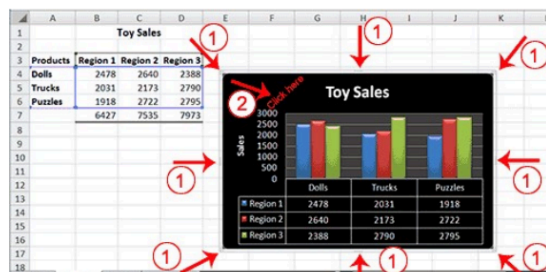 A B C D E F G H I J K
1 Toy Sales
2
3 Products Region 1 Region 2 Region 3
4 Dolls 2478 2640 2388
5 Trucks 2031 2173 2790
6 Puzzles 1918 2722 2795
7 6427 7535 7973
8
9
10
11
12
13
14
15
16
17
18
1 1 1
2 Click here
1 1
1 1 1
Toy Sales
Sales
3000
2500
2000
1500
1000
500
0
Dolls Trucks Puzzles
Region 1 2478 2031 1918
Region 2 2640 2173 2722
Region 3 2388 2790 2795